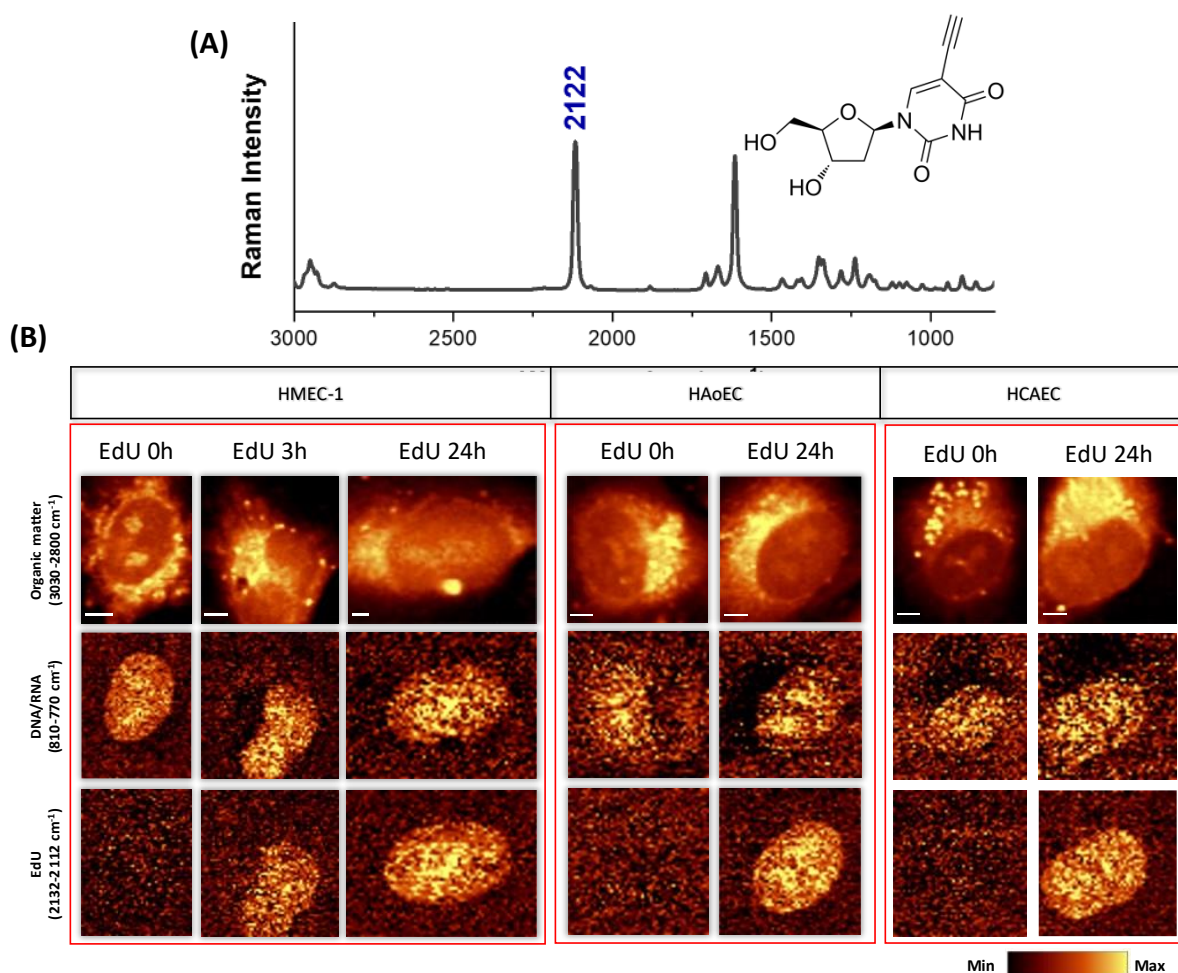 (A)
Raman Intensity
2122
O
HO
N
O
NH
O
HO
3000 2500 2000 1500 1000
(B)
HMEC-1 HAoEC HCAEC
EdU 0h EdU 3h EdU 24h EdU 0h EdU 24h EdU 0h EdU 24h
Organic matter
(3030-2800 cm⁻¹)
DNA/RNA
(810-770 cm⁻¹)
EdU
(2132-2112 cm⁻¹)
Min Max